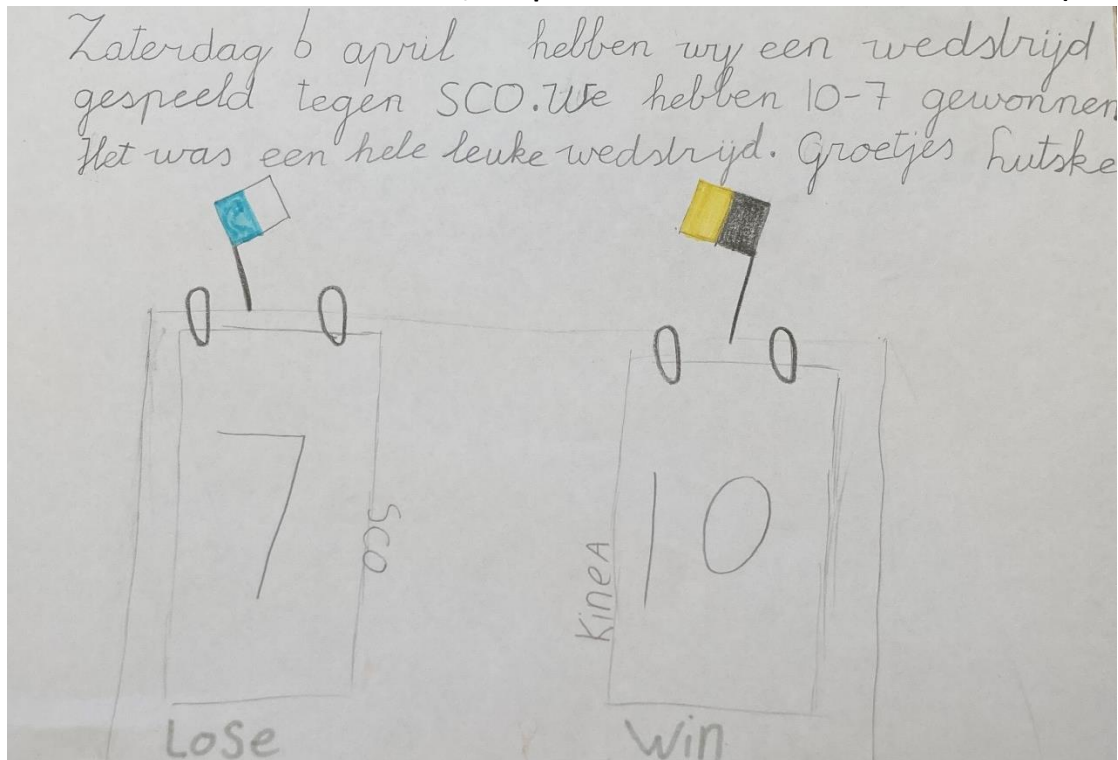 Zaterdag 6 april hebben wy een wedstrijd
gespeeld tegen SCO. We hebben 10-7 gewonnen
Het was een hele leuke wedstrijd. Groetjes Lutske
7
SCO
Lose
KineA
10
Win